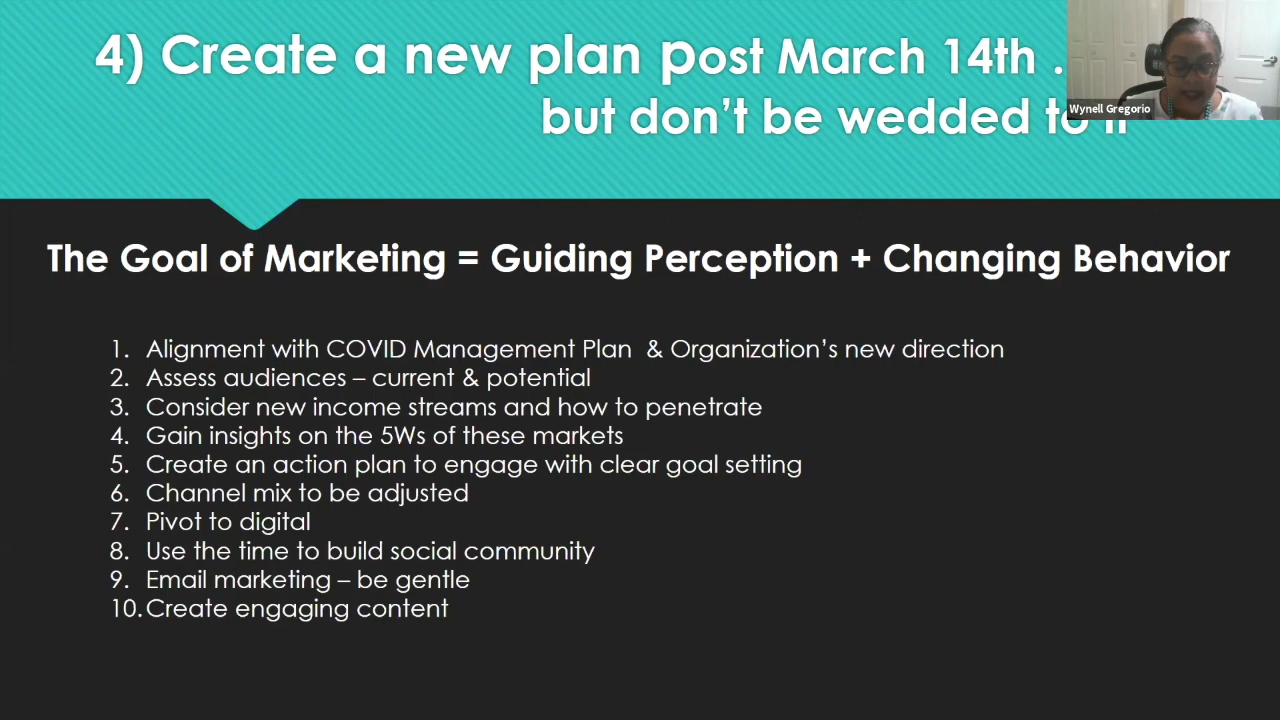 4) Create a new plan post March 14th .
but don't be wedded to it
Wynell Gregorio
The Goal of Marketing = Guiding Perception + Changing Behavior
1. Alignment with COVID Management Plan & Organization's new direction
2. Assess audiences – current & potential
3. Consider new income streams and how to penetrate
4. Gain insights on the 5Ws of these markets
5. Create an action plan to engage with clear goal setting
6. Channel mix to be adjusted
7. Pivot to digital
8. Use the time to build social community
9. Email marketing – be gentle
10. Create engaging content